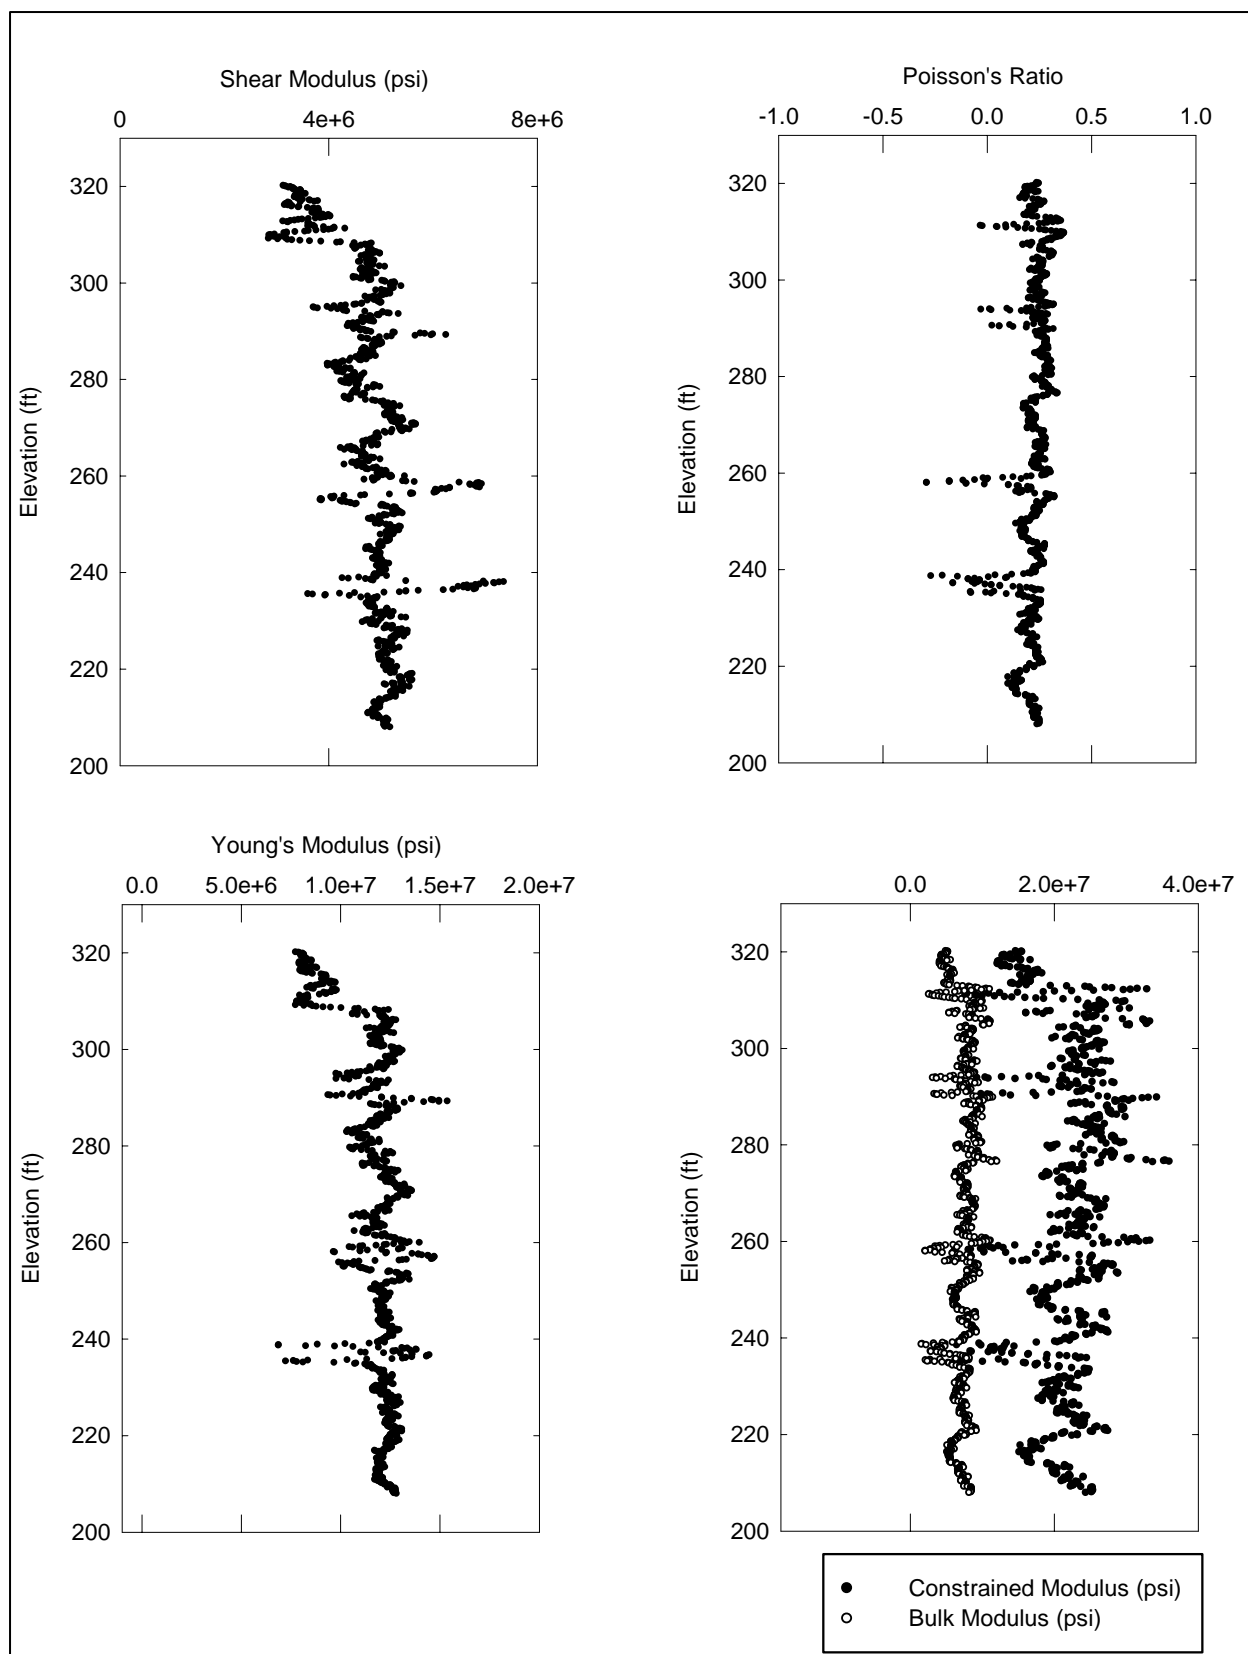 Shear Modulus (psi)
0 4e+6 8e+6
Elevation (ft)
320
300
280
260
240
220
200
Poisson's Ratio
-1.0 -0.5 0.0 0.5 1.0
Elevation (ft)
320
300
280
260
240
220
200
Young's Modulus (psi)
0.0 5.0e+6 1.0e+7 1.5e+7 2.0e+7
Elevation (ft)
320
300
280
260
240
220
200
0.0 2.0e+7 4.0e+7
Elevation (ft)
320
300
280
260
240
220
200
Constrained Modulus (psi)
Bulk Modulus (psi)